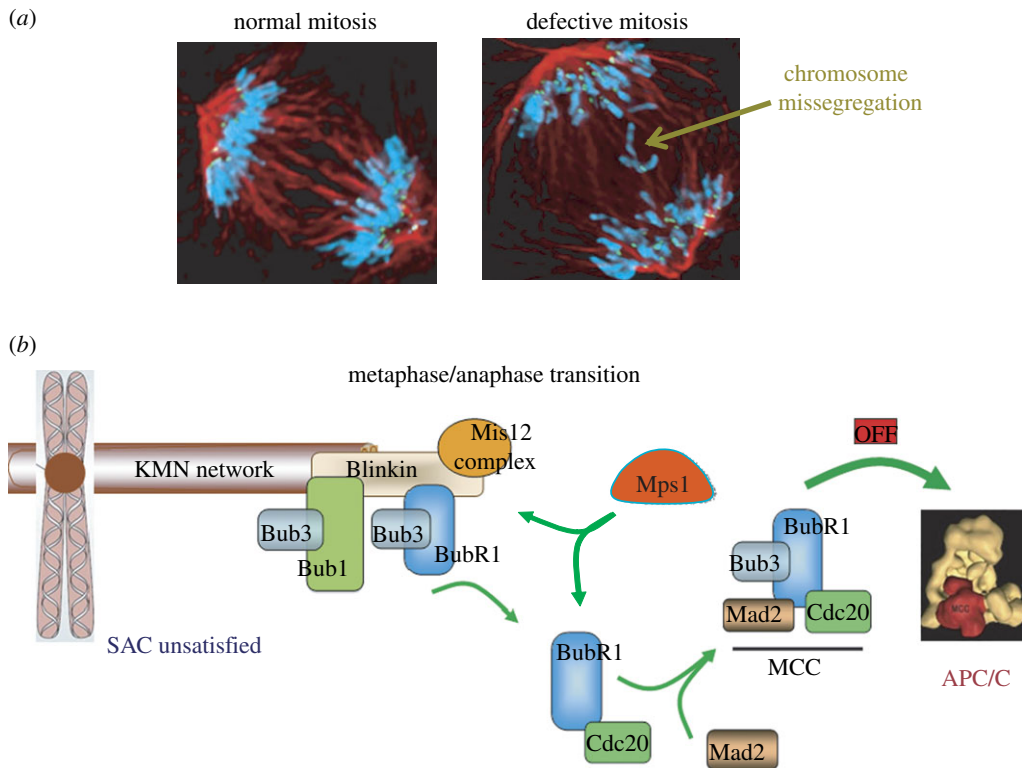 (a)
normal mitosis
defective mitosis
chromosome
missegregation
(b)
metaphase/anaphase transition
KMN network
Blinkin
Mis12
complex
Mps1
OFF
Bub3
Bub1
Bub3
BubR1
SAC unsatisfied
BubR1
Cdc20
Mad2
BubR1
Bub3
Mad2
Cdc20
MCC
MCC
APC/C